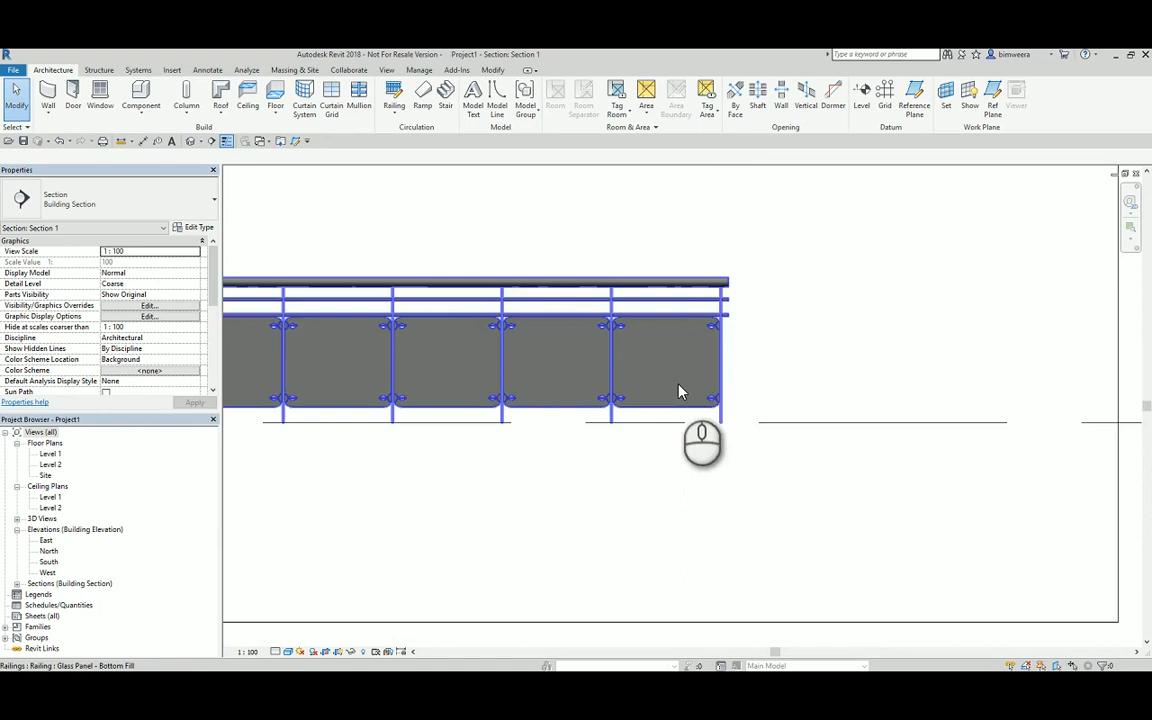 Autodesk Revit 2018 - Not For Resale Version - Project1 - Section: Section 1
Type a keyword or phrase
bimweera
File Architecture Structure Systems Insert Annotate Analyze Massing & Site Collaborate View Manage Add-Ins Modify
Modify Wall Door Window Component Column Roof Ceiling Floor Curtain System Curtain Grid Mullion Railing Ramp Stair Model Text Model Line Model Group Room Room Separator Tag Room Area Area Boundary Tag Area By Face Shaft Wall Vertical Dormer Level Grid Reference Plane Set Show Ref Plane Viewer
Select Build Circulation Model Room & Area Opening Datum Work Plane
Properties
Section
Building Section
Section: Section 1 Edit Type
Graphics
View Scale 1 : 100
Scale Value 1: 100
Display Model Normal
Detail Level Coarse
Parts Visibility Show Original
Visibility/Graphics Overrides Edit...
Graphic Display Options Edit...
Hide at scales coarser than 1 : 100
Discipline Architectural
Show Hidden Lines By Discipline
Color Scheme Location Background
Color Scheme <none>
Default Analysis Display Style None
Sun Path
Properties help Apply
Project Browser - Project1
Views (all)
Floor Plans
Level 1
Level 2
Site
Ceiling Plans
Level 1
Level 2
3D Views
Elevations (Building Elevation)
East
North
South
West
Sections (Building Section)
Legends
Schedules/Quantities
Sheets (all)
Families
Groups
Revit Links
1 : 100
Railings : Railing : Glass Panel - Bottom Fill
:0
Main Model
:0